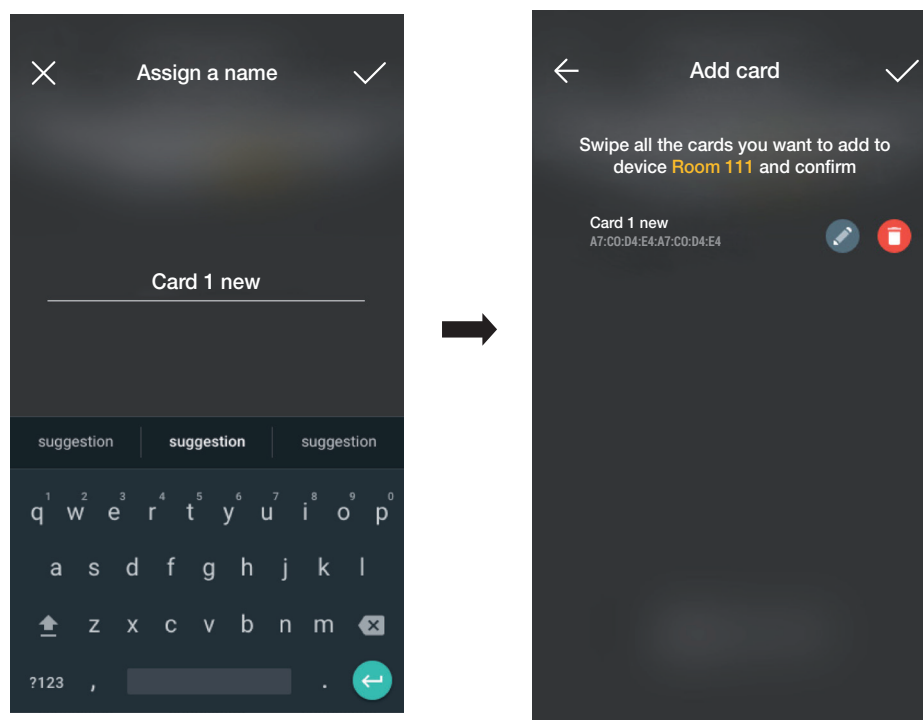 Assign a name
Card 1 new
suggestion suggestion suggestion
1 2 3 4 5 6 7 8 9 0
q w e r t y u i o p
a s d f g h j k l
z x c v b n m
?123 , .
Add card
Swipe all the cards you want to add to
device Room 111 and confirm
Card 1 new
A7:C0:D4:E4:A7:C0:D4:E4